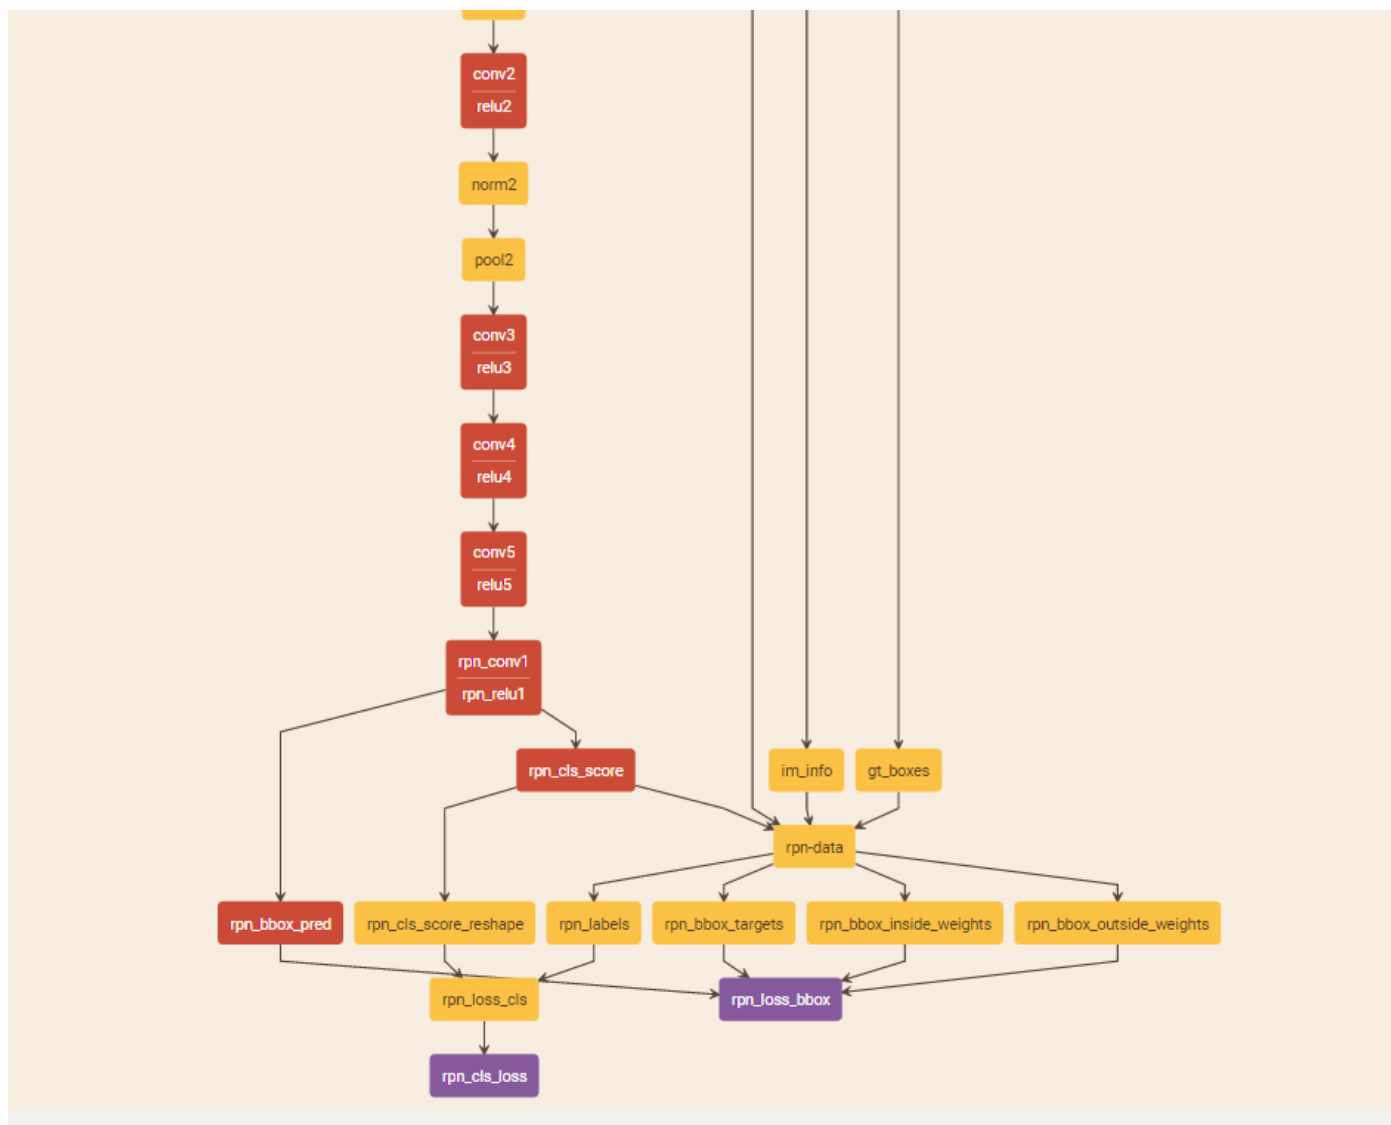 conv2
relu2
norm2
pool2
conv3
relu3
conv4
relu4
conv5
relu5
rpn_conv1
rpn_relu1
rpn_cls_score
im_info
gt_boxes
rpn-data
rpn_bbox_pred
rpn_cls_score_reshape
rpn_labels
rpn_bbox_targets
rpn_bbox_inside_weights
rpn_bbox_outside_weights
rpn_loss_cls
rpn_loss_bbox
rpn_cls_loss